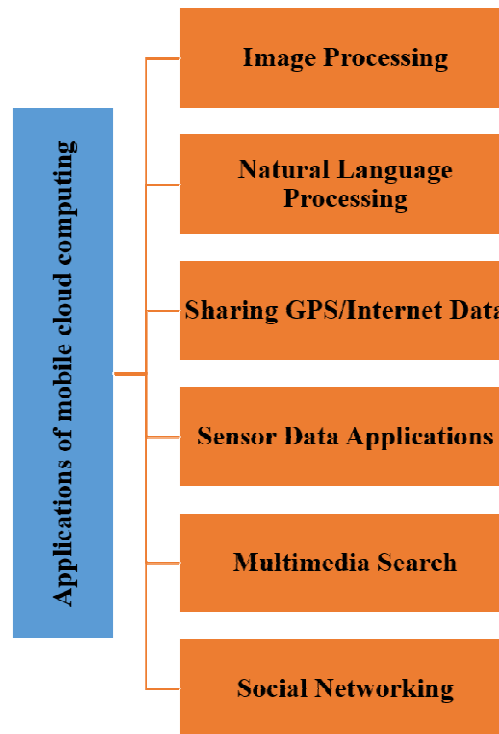 Applications of mobile cloud computing
Image Processing
Natural Language
Processing
Sharing GPS/Internet Data
Sensor Data Applications
Multimedia Search
Social Networking